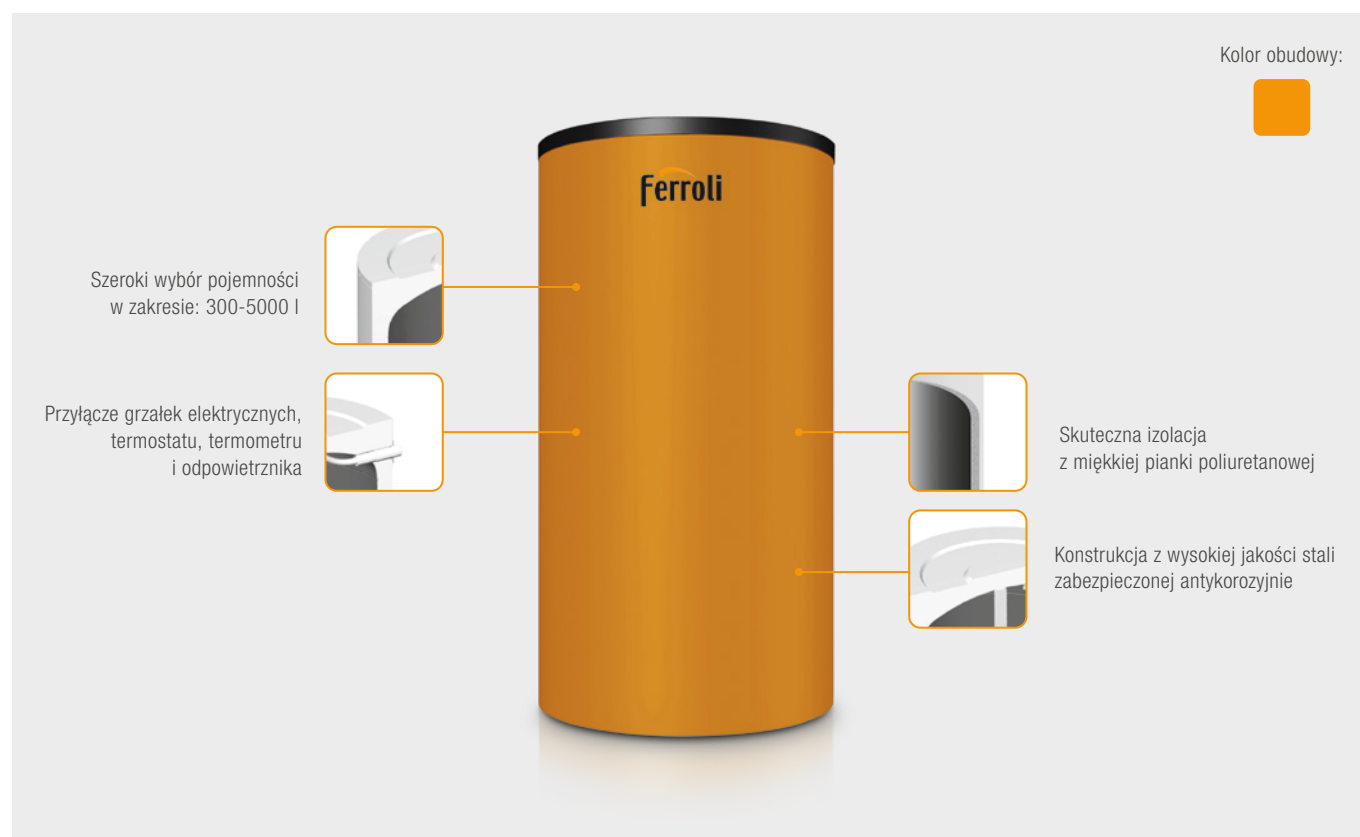 Kolor obudowy:
Ferroli
Szeroki wybór pojemności
w zakresie: 300-5000 l
Przyłącze grzałek elektrycznych,
termostatu, termometru
i odpowietrznika
Skuteczna izolacja
z miękkiej pianki poliuretanowej
Konstrukcja z wysokiej jakości stali
zabezpieczonej antykorozyjnie